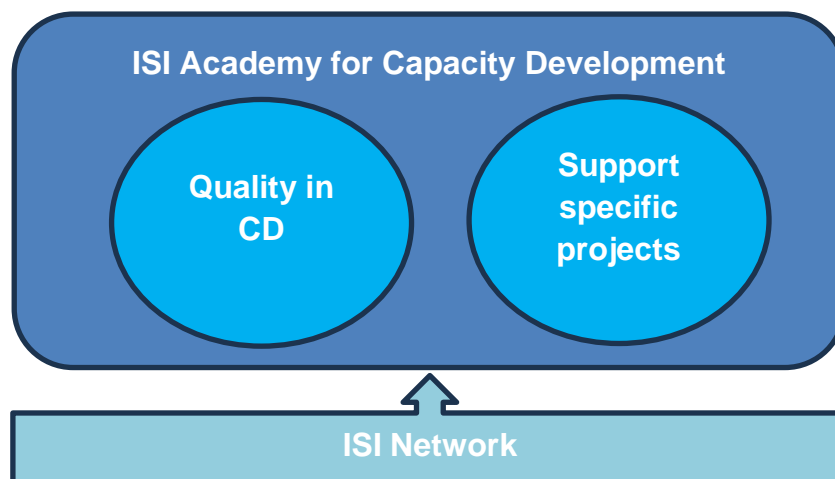 ISI Academy for Capacity Development
Quality in
CD
Support
specific
projects
ISI Network